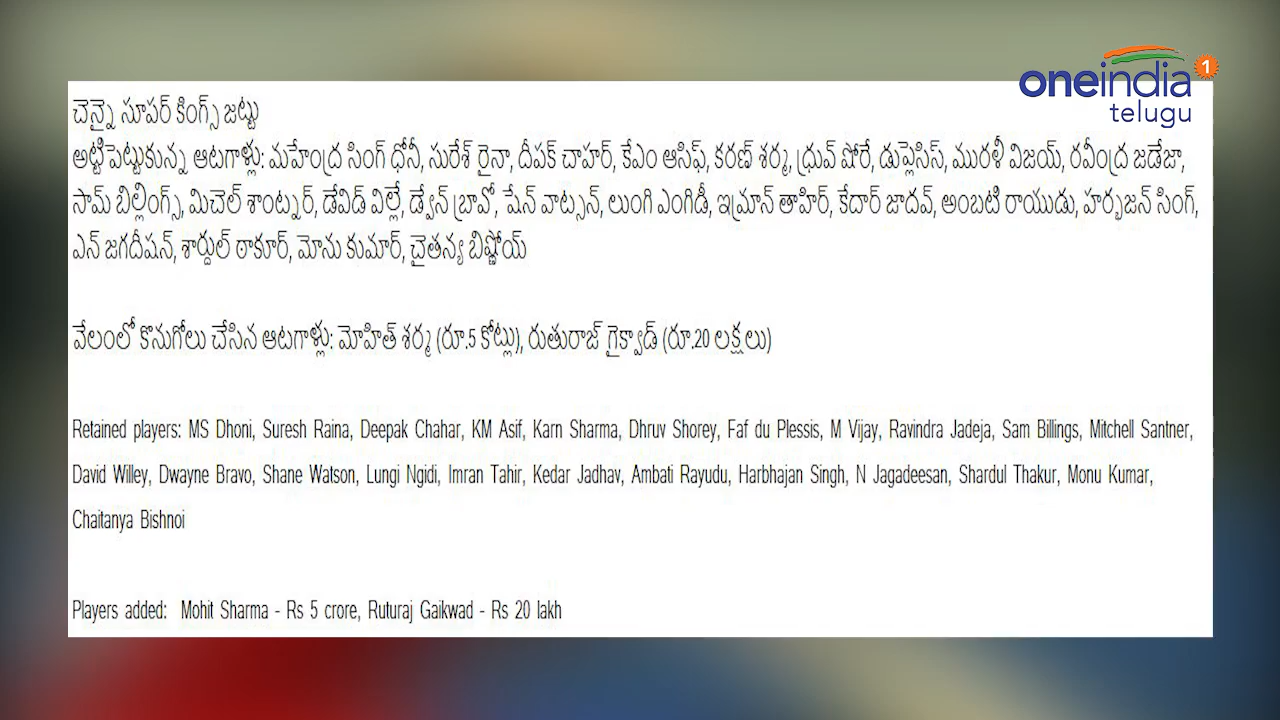 oneindia 1
telugu
చెన్నై సూపర్ కింగ్స్ జట్టు
అట్టిపెట్టుకున్న ఆటగాళ్లు: మహేంద్ర సింగ్ ధోనీ, సురేశ్ రైనా, దీపక్ చాహర్, కేఎం ఆసిఫ్, కరణ్ శర్మ, ధ్రువ్ షోరే, డుప్లెసిస్, మురళీ విజయ్, రవీంద్ర జడేజా,
సామ్ బిల్లింగ్స్, మిచెల్ శాంట్నర్, డేవిడ్ విల్లే, డ్వేన్ బ్రావో, షేన్ వాట్సన్, లుంగి ఎంగిడీ, ఇమ్రాన్ తాహిర్, కేదార్ జాదవ్, అంబటి రాయుడు, హర్భజన్ సింగ్,
ఎన్ జగదీషన్, శార్దుల్ ఠాకూర్, మోను కుమార్, చైతన్య బిష్ణోయ్
వేలంలో కొనుగోలు చేసిన ఆటగాళ్లు: మోహిత్ శర్మ (రూ.5 కోట్లు), రుతురాజ్ గైక్వాడ్ (రూ.20 లక్షలు)
Retained players: MS Dhoni, Suresh Raina, Deepak Chahar, KM Asif, Karn Sharma, Dhruv Shorey, Faf du Plessis, M Vijay, Ravindra Jadeja, Sam Billings, Mitchell Santner,
David Willey, Dwayne Bravo, Shane Watson, Lungi Ngidi, Imran Tahir, Kedar Jadhav, Ambati Rayudu, Harbhajan Singh, N Jagadeesan, Shardul Thakur, Monu Kumar,
Chaitanya Bishnoi
Players added: Mohit Sharma - Rs 5 crore, Ruturaj Gaikwad - Rs 20 lakh